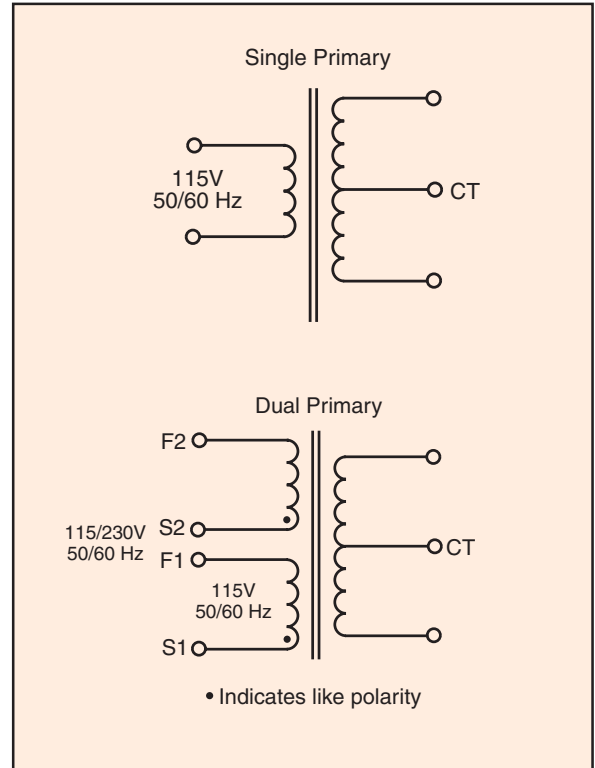 Single Primary
115V
50/60 Hz
CT
Dual Primary
F2
S2
115/230V
50/60 Hz
F1
115V
50/60 Hz
S1
CT
• Indicates like polarity